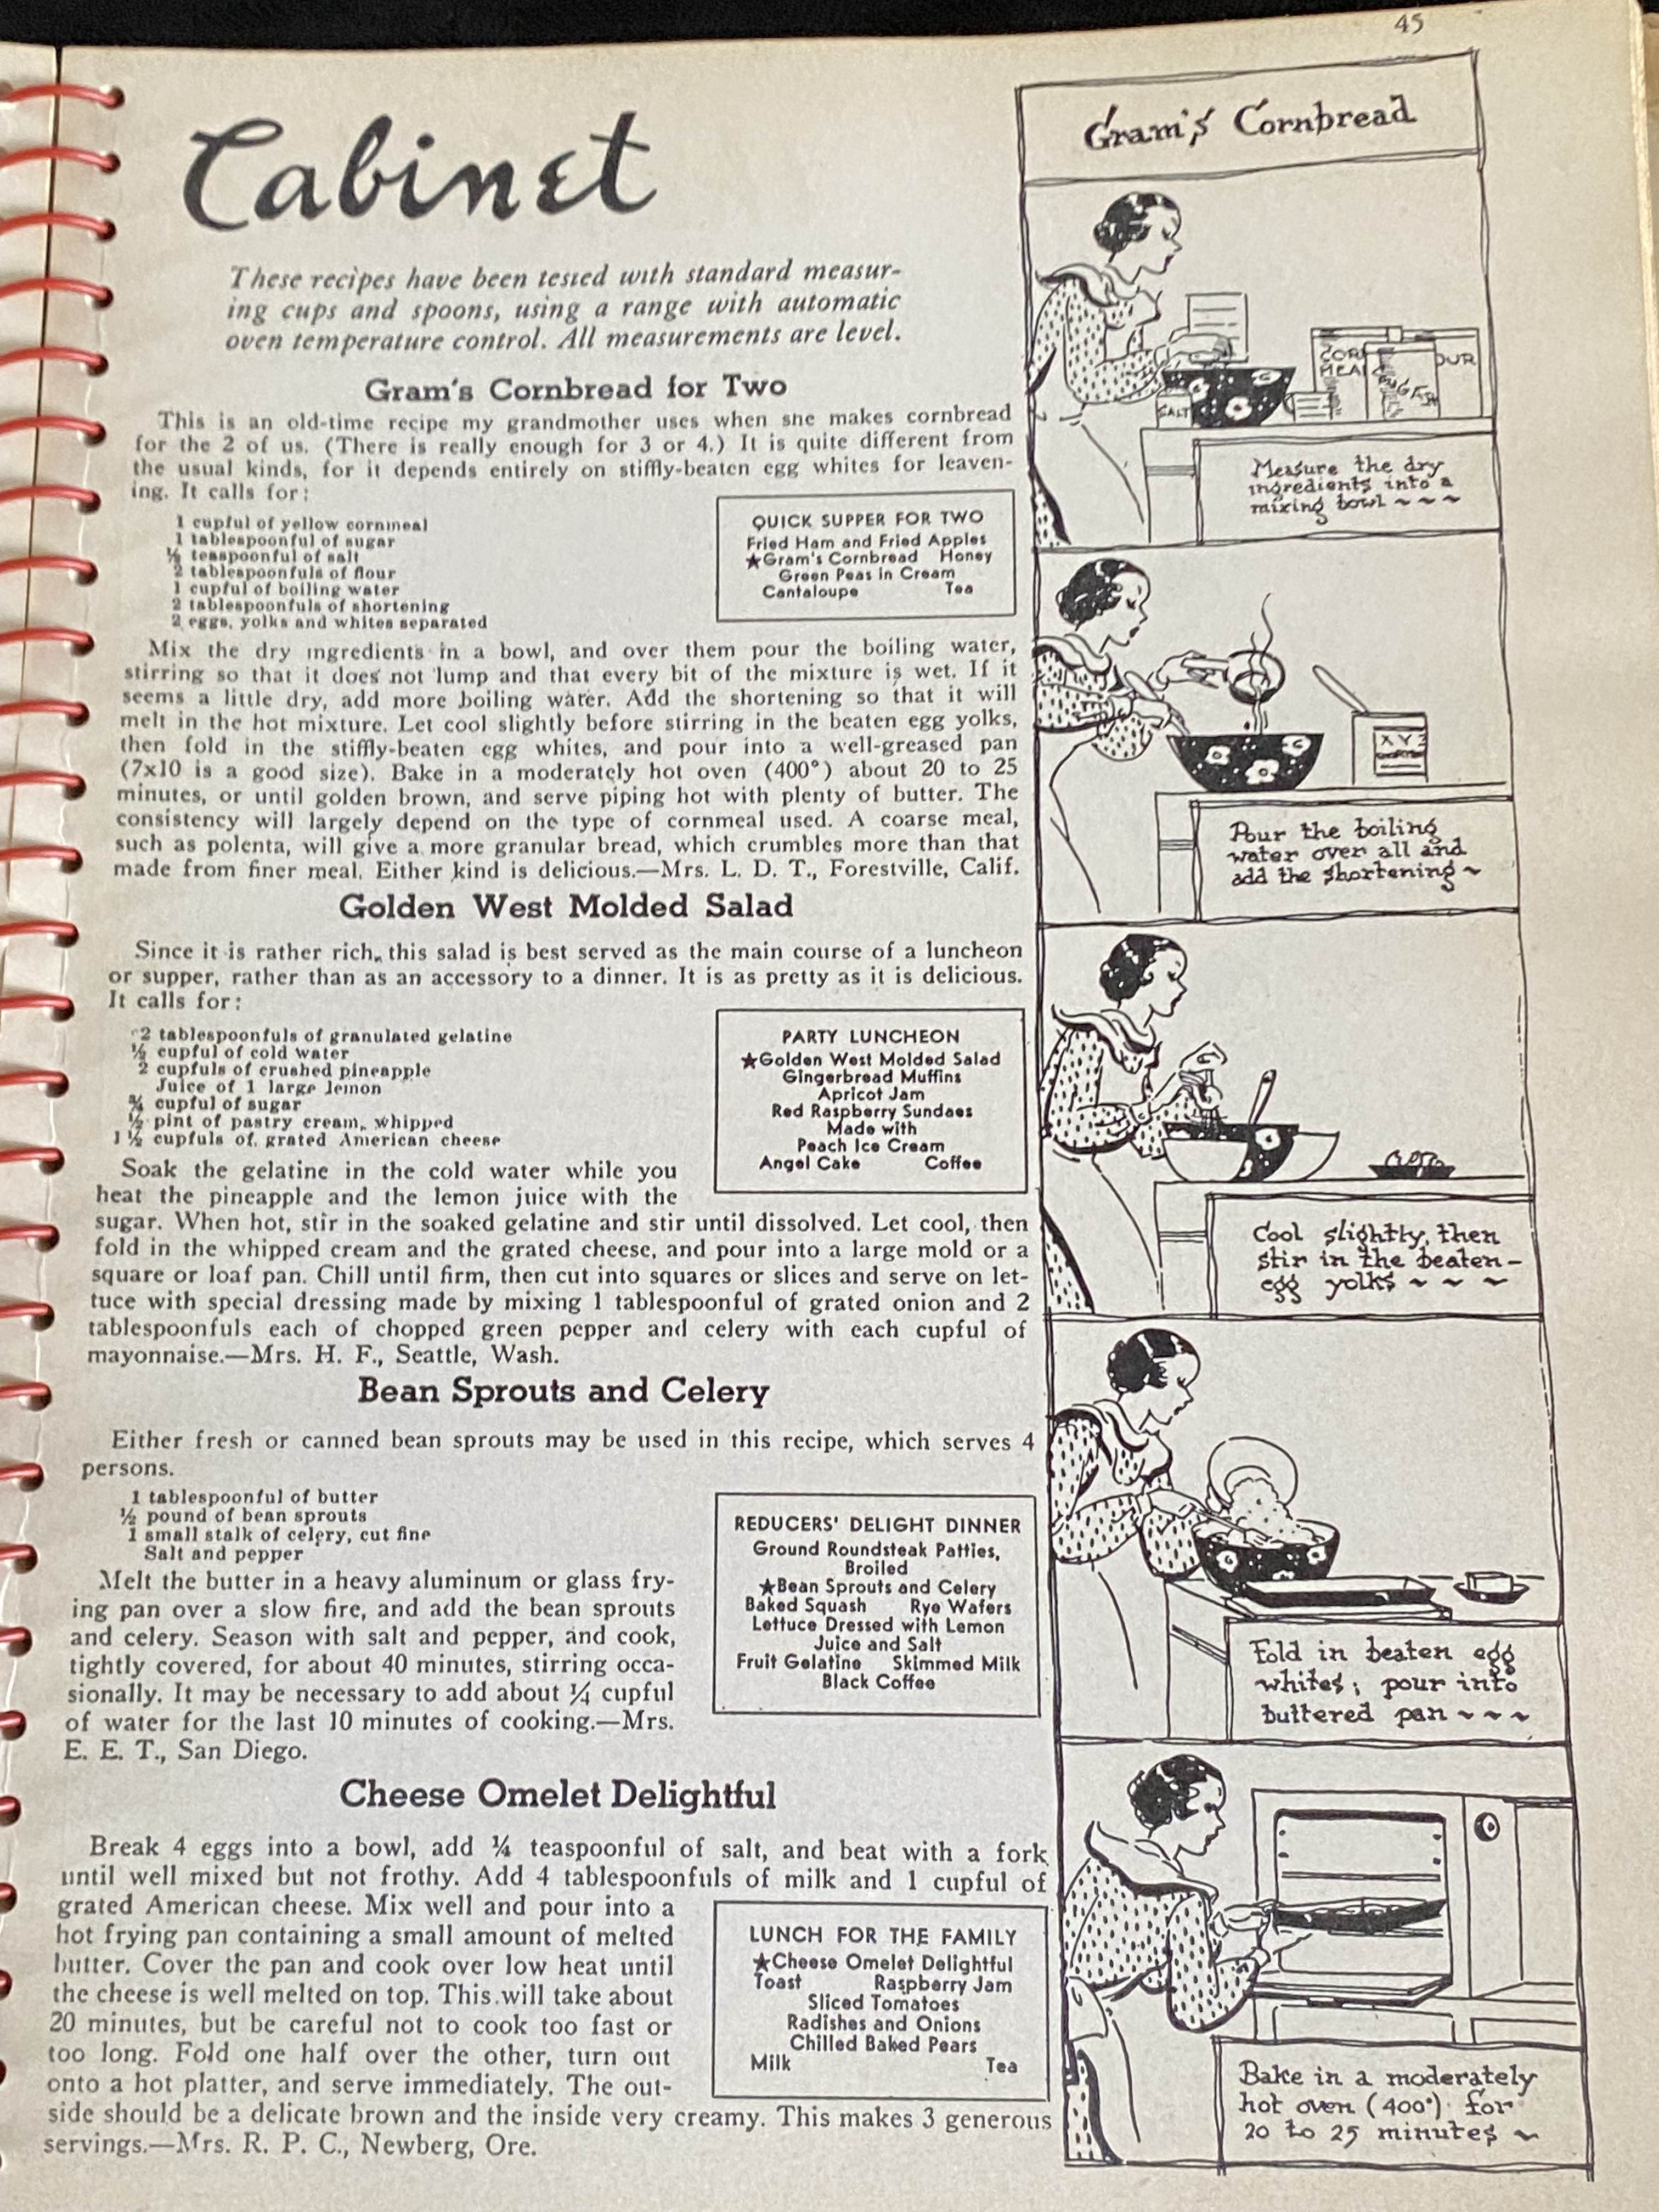 45
Cabinet
These recipes have been tested with standard measur-
ing cups and spoons, using a range with automatic
oven temperature control. All measurements are level.
Gram's Cornbread for Two
This is an old-time recipe my grandmother uses when she makes cornbread
for the 2 of us. (There is really enough for 3 or 4.) It is quite different from
the usual kinds, for it depends entirely on stiffly-beaten egg whites for leaven-
ing. It calls for:
1 cupful of yellow cornmeal
1 tablespoonful of sugar
½ teaspoonful of salt
2 tablespoonfuls of flour
1 cupful of boiling water
2 tablespoonfuls of shortening
2 eggs, yolks and whites separated
QUICK SUPPER FOR TWO
Fried Ham and Fried Apples
★Gram's Cornbread Honey
Green Peas in Cream
Cantaloupe Tea
Mix the dry ingredients in a bowl, and over them pour the boiling water,
stirring so that it does not lump and that every bit of the mixture is wet. If it
seems a little dry, add more boiling water. Add the shortening so that it will
melt in the hot mixture. Let cool slightly before stirring in the beaten egg yolks,
then fold in the stiffly-beaten egg whites, and pour into a well-greased pan
(7x10 is a good size). Bake in a moderately hot oven (400°) about 20 to 25
minutes, or until golden brown, and serve piping hot with plenty of butter. The
consistency will largely depend on the type of cornmeal used. A coarse meal,
such as polenta, will give a more granular bread, which crumbles more than that
made from finer meal. Either kind is delicious.—Mrs. L. D. T., Forestville, Calif.
Golden West Molded Salad
Since it is rather rich, this salad is best served as the main course of a luncheon
or supper, rather than as an accessory to a dinner. It is as pretty as it is delicious.
It calls for:
2 tablespoonfuls of granulated gelatine
½ cupful of cold water
2 cupfuls of crushed pineapple
Juice of 1 large lemon
¾ cupful of sugar
½ pint of pastry cream, whipped
1½ cupfuls of grated American cheese
PARTY LUNCHEON
★Golden West Molded Salad
Gingerbread Muffins
Apricot Jam
Red Raspberry Sundaes
Made with
Peach Ice Cream
Angel Cake Coffee
Soak the gelatine in the cold water while you
heat the pineapple and the lemon juice with the
sugar. When hot, stir in the soaked gelatine and stir until dissolved. Let cool, then
fold in the whipped cream and the grated cheese, and pour into a large mold or a
square or loaf pan. Chill until firm, then cut into squares or slices and serve on let-
tuce with special dressing made by mixing 1 tablespoonful of grated onion and 2
tablespoonfuls each of chopped green pepper and celery with each cupful of
mayonnaise.—Mrs. H. F., Seattle, Wash.
Bean Sprouts and Celery
Either fresh or canned bean sprouts may be used in this recipe, which serves 4
persons.
1 tablespoonful of butter
½ pound of bean sprouts
1 small stalk of celery, cut fine
Salt and pepper
REDUCERS' DELIGHT DINNER
Ground Roundsteak Patties,
Broiled
★Bean Sprouts and Celery
Baked Squash Rye Wafers
Lettuce Dressed with Lemon
Juice and Salt
Fruit Gelatine Skimmed Milk
Black Coffee
Melt the butter in a heavy aluminum or glass fry-
ing pan over a slow fire, and add the bean sprouts
and celery. Season with salt and pepper, and cook,
tightly covered, for about 40 minutes, stirring occa-
sionally. It may be necessary to add about ¼ cupful
of water for the last 10 minutes of cooking.—Mrs.
E. E. T., San Diego.
Cheese Omelet Delightful
Break 4 eggs into a bowl, add ¼ teaspoonful of salt, and beat with a fork
until well mixed but not frothy. Add 4 tablespoonfuls of milk and 1 cupful of
grated American cheese. Mix well and pour into a
hot frying pan containing a small amount of melted
butter. Cover the pan and cook over low heat until
the cheese is well melted on top. This will take about
20 minutes, but be careful not to cook too fast or
too long. Fold one half over the other, turn out
onto a hot platter, and serve immediately. The out-
side should be a delicate brown and the inside very creamy. This makes 3 generous
servings.—Mrs. R. P. C., Newberg, Ore.
LUNCH FOR THE FAMILY
★Cheese Omelet Delightful
Toast Raspberry Jam
Sliced Tomatoes
Radishes and Onions
Chilled Baked Pears
Milk Tea
Gram's Cornbread
CORN
MEAL
OUR
SUGAR
SALT
Measure the dry
ingredients into a
mixing bowl ~ ~ ~
XYZ
Pour the boiling
water over all and
add the shortening ~
Cool slightly, then
stir in the beaten-
egg yolks ~ ~ ~
Fold in beaten egg
whites; pour into
buttered pan ~ ~ ~
Bake in a moderately
hot oven (400°) for
20 to 25 minutes ~